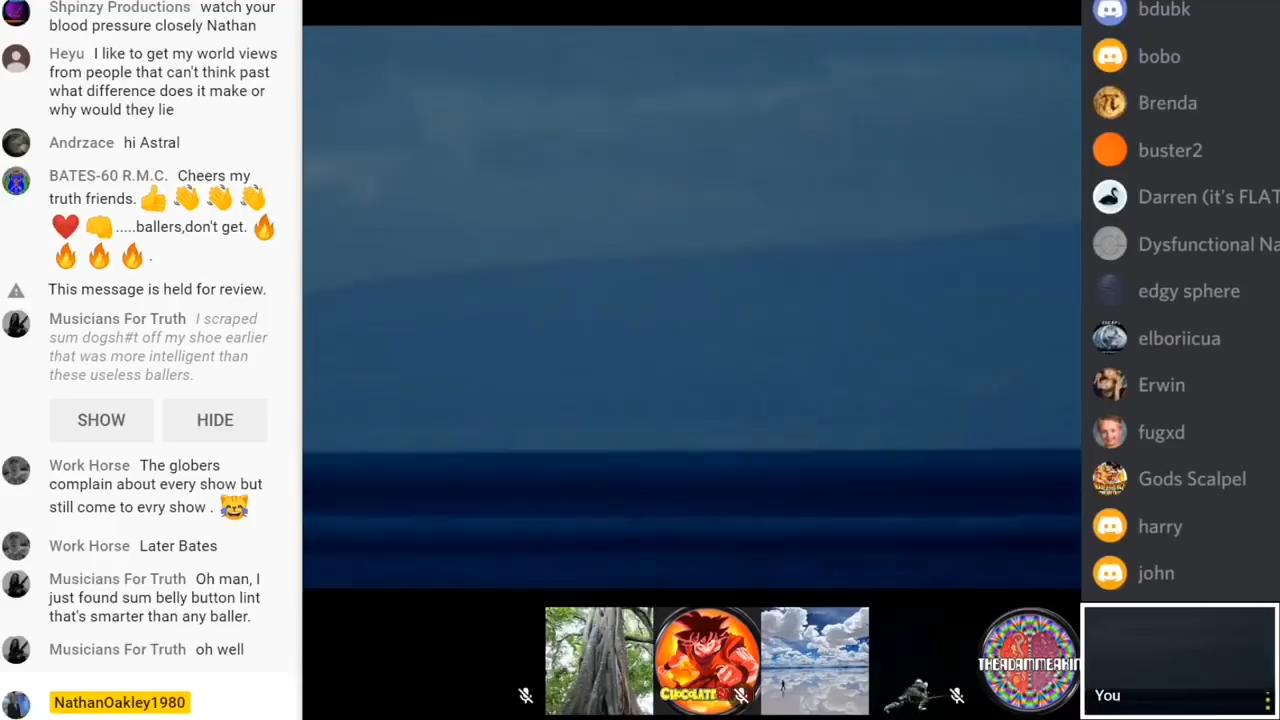 Shpinzy Productions watch your
blood pressure closely Nathan
Heyu I like to get my world views
from people that can't think past
what difference does it make or
why would they lie
Andrzace hi Astral
BATES-60 R.M.C. Cheers my
truth friends. 👍 👏 👏 👏
❤️ 👊 .....ballers,don't get. 🔥
🔥 🔥 🔥 .
This message is held for review.
Musicians For Truth I scraped
sum dogsh#t off my shoe earlier
that was more intelligent than
these useless ballers.
SHOW HIDE
Work Horse The globers
complain about every show but
still come to evry show . 😹
Work Horse Later Bates
Musicians For Truth Oh man, I
just found sum belly button lint
that's smarter than any baller.
Musicians For Truth oh well
NathanOakley1980
CHOCOLATE
THEADAMMEAKIN
bdubk
bobo
Brenda
buster2
Darren (it's FLAT
Dysfunctional Na
edgy sphere
elboriicua
Erwin
fugxd
Gods Scalpel
harry
john
You